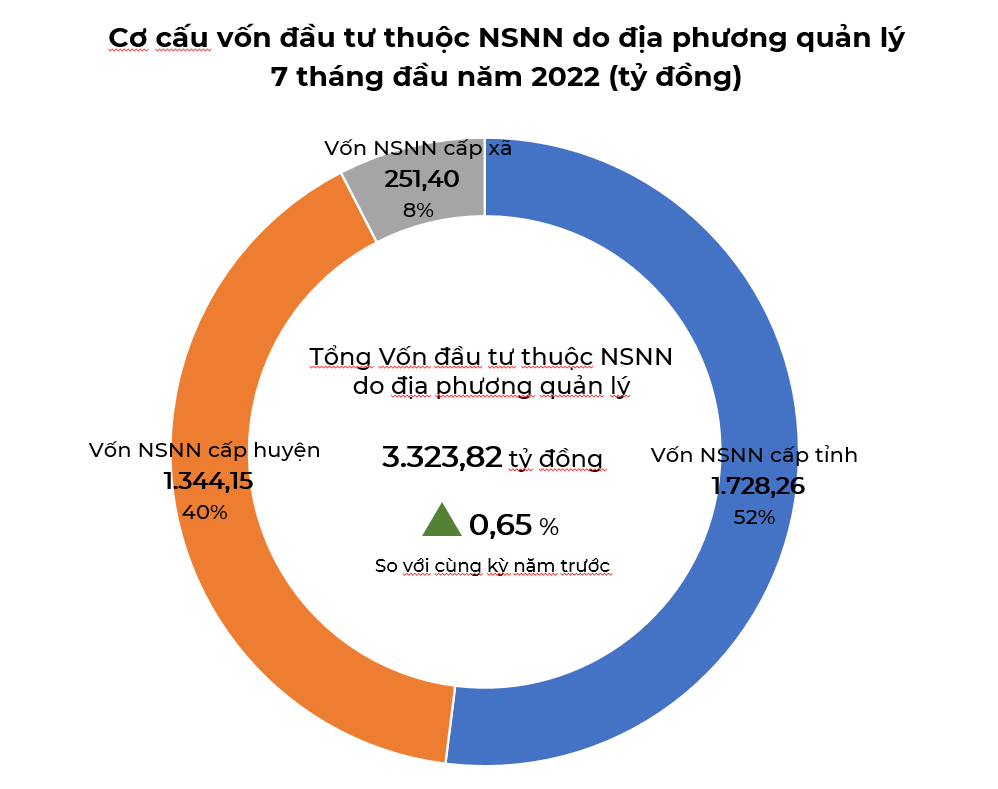 Cơ cấu vốn đầu tư thuộc NSNN do địa phương quản lý
7 tháng đầu năm 2022 (tỷ đồng)
Vốn NSNN cấp xã
251,40
8%
Tổng Vốn đầu tư thuộc NSNN
do địa phương quản lý
3.323,82 tỷ đồng
0,65 %
So với cùng kỳ năm trước
Vốn NSNN cấp huyện
1.344,15
40%
Vốn NSNN cấp tỉnh
1.728,26
52%